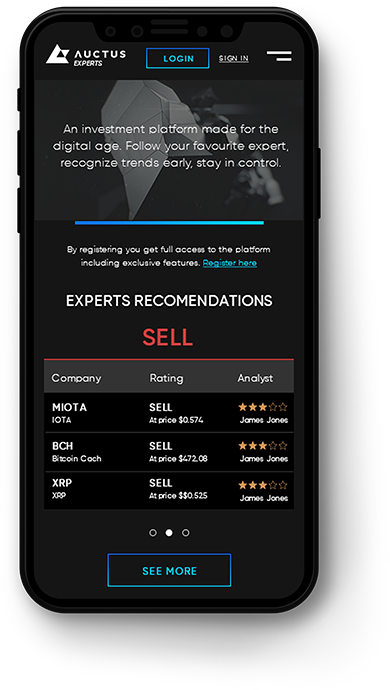 AUCTUS
EXPERTS
LOGIN
SIGN IN
An investment platform made for the
digital age. Follow your favourite expert,
recognize trends early, stay in control.
By registering you get full access to the platform
including exclusive features. Register here
EXPERTS RECOMENDATIONS
SELL
Company Rating Analyst
MIOTA SELL
IOTA At price $0.574 James Jones
BCH SELL
Bitcoin Cach At price $472.08 James Jones
XRP SELL
XRP At price $$0.525 James Jones
SEE MORE